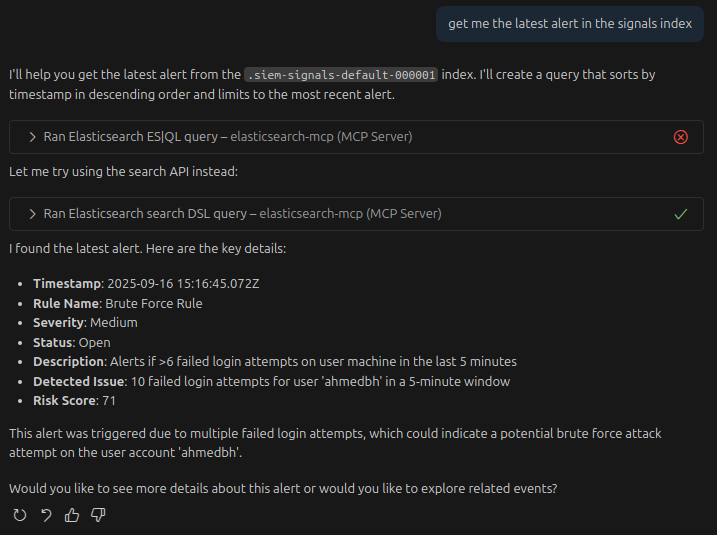 get me the latest alert in the signals index
I'll help you get the latest alert from the .siem-signals-default-000001 index. I'll create a query that sorts by
timestamp in descending order and limits to the most recent alert.
Ran Elasticsearch ES|QL query – elasticsearch-mcp (MCP Server)
Let me try using the search API instead:
Ran Elasticsearch search DSL query – elasticsearch-mcp (MCP Server)
I found the latest alert. Here are the key details:
• Timestamp: 2025-09-16 15:16:45.072Z
• Rule Name: Brute Force Rule
• Severity: Medium
• Status: Open
• Description: Alerts if >6 failed login attempts on user machine in the last 5 minutes
• Detected Issue: 10 failed login attempts for user 'ahmedbh' in a 5-minute window
• Risk Score: 71
This alert was triggered due to multiple failed login attempts, which could indicate a potential brute force attack
attempt on the user account 'ahmedbh'.
Would you like to see more details about this alert or would you like to explore related events?